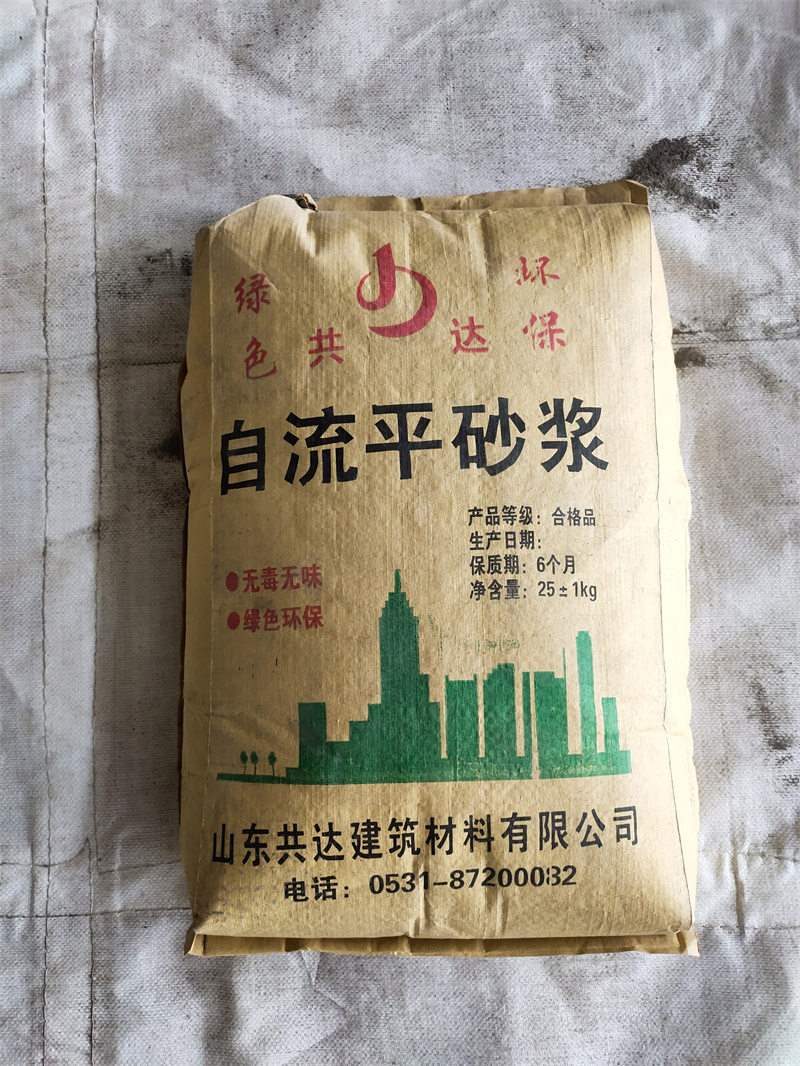 绿色
共达
环保
自流平砂浆
产品等级：合格品
生产日期：
保质期：6个月
净含量：25±1kg
●无毒无味
●绿色环保
山东共达建筑材料有限公司
电话：0531-87200082